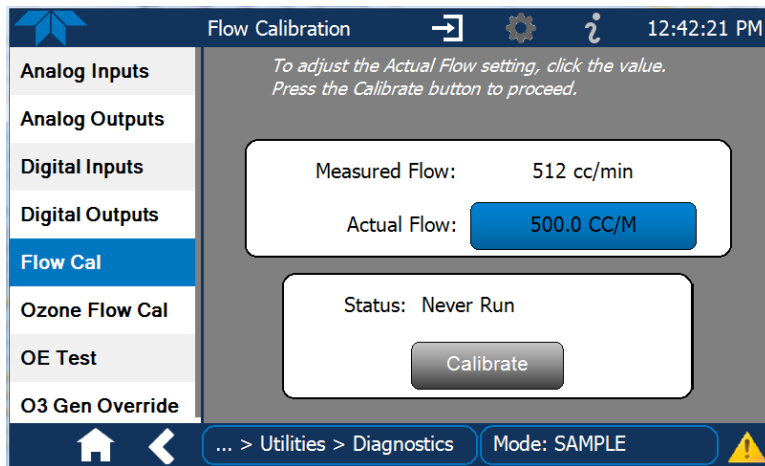 Flow Calibration
12:42:21 PM
Analog Inputs
Analog Outputs
Digital Inputs
Digital Outputs
Flow Cal
Ozone Flow Cal
OE Test
O3 Gen Override
To adjust the Actual Flow setting, click the value.
Press the Calibrate button to proceed.
Measured Flow: 512 cc/min
Actual Flow: 500.0 CC/M
Status: Never Run
Calibrate
... > Utilities > Diagnostics
Mode: SAMPLE